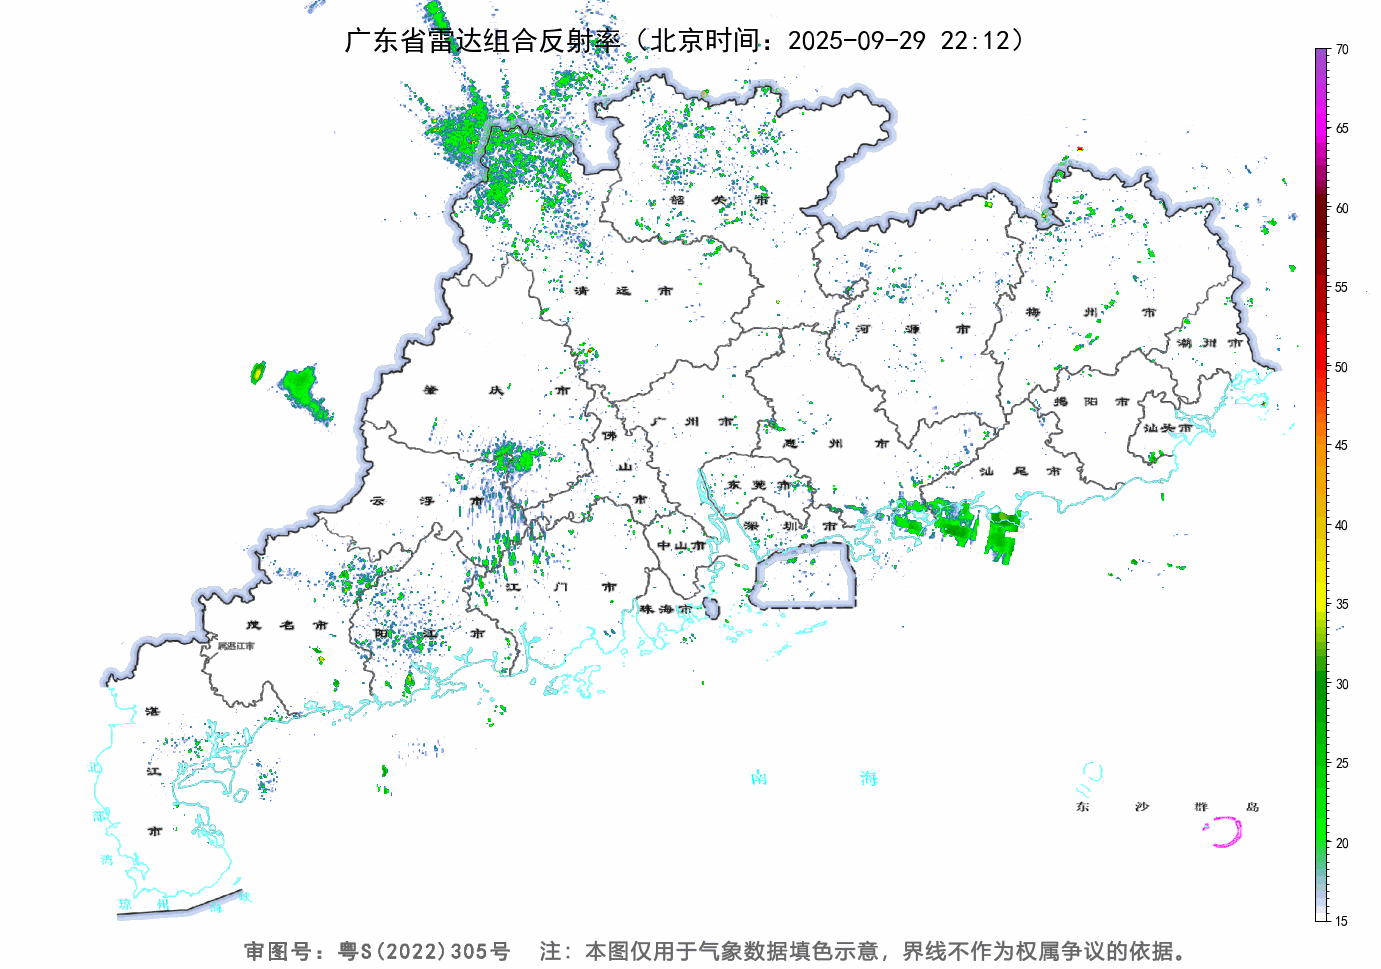 广东省雷达组合反射率（北京时间：2025-09-29 22:12）
70
65
60
55
50
45
40
35
30
25
20
15
韶关市
清远市
河源市
梅州市
潮州市
肇庆市
广州市
佛山市
惠州市
揭阳市
汕头市
汕尾市
东莞市
深圳市
云浮市
中山市
江门市
珠海市
茂名市
阳江市
属湛江市
湛江市
北部湾
琼州海峡
南海
东沙群岛
审图号：粤S(2022)305号 注：本图仅用于气象数据填色示意，界线不作为权属争议的依据。